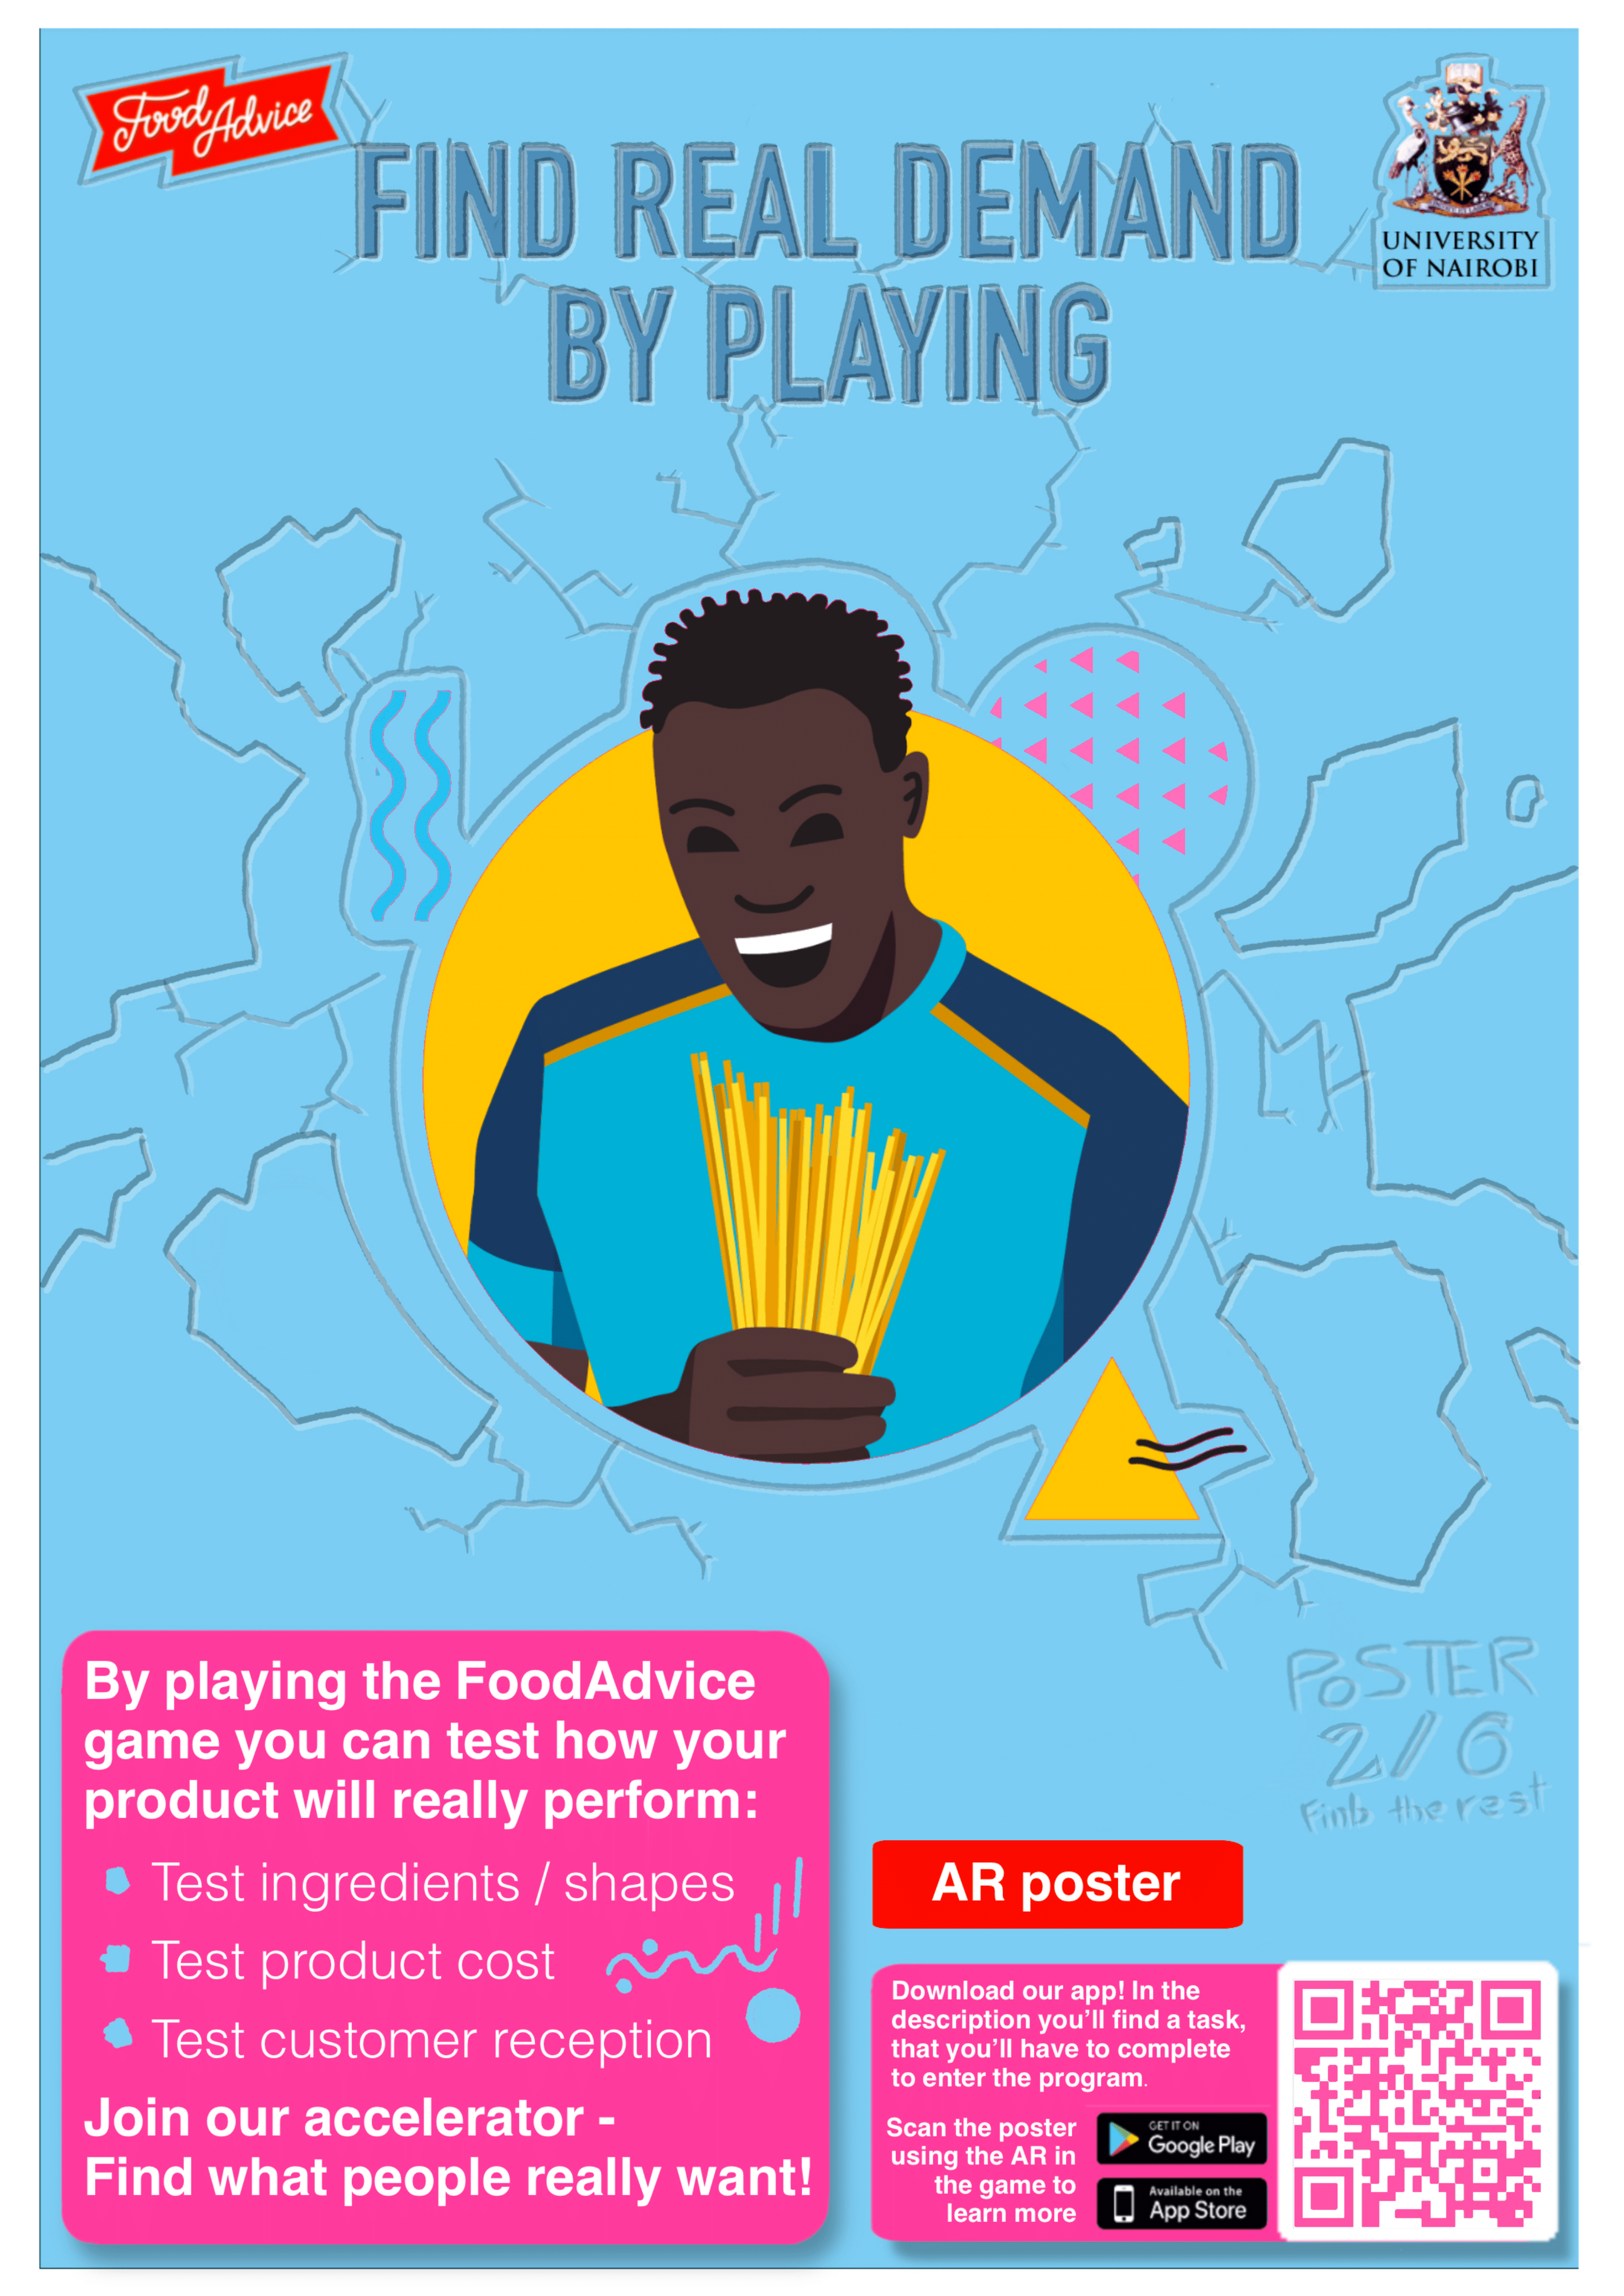 Food Advice
FIND REAL DEMAND
BY PLAYING
UNIVERSITY
OF NAIROBI
By playing the FoodAdvice
game you can test how your
product will really perform:
Test ingredients / shapes
Test product cost
Test customer reception
Join our accelerator -
Find what people really want!
POSTER
2/6
Finb the rest
AR poster
Download our app! In the
description you'll find a task,
that you'll have to complete
to enter the program.
Scan the poster
using the AR in
the game to
learn more
GET IT ON
Google Play
Available on the
App Store